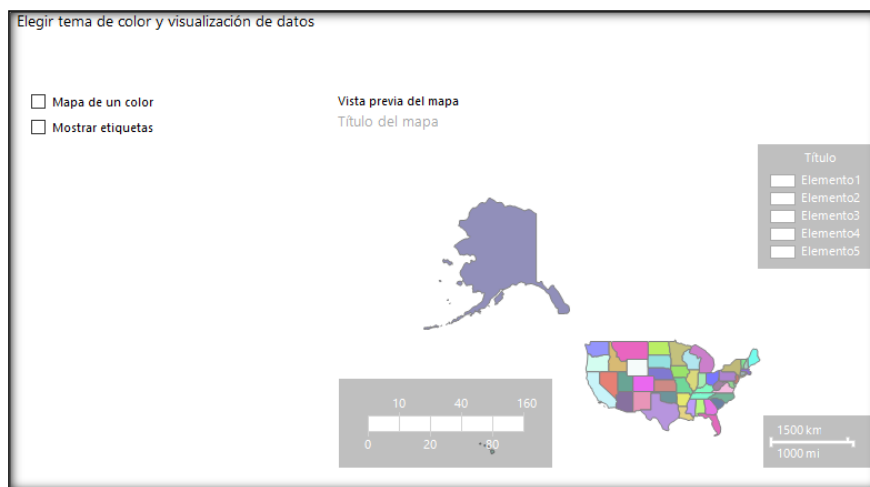 Elegir tema de color y visualización de datos
Mapa de un color
Mostrar etiquetas
Vista previa del mapa
Título del mapa
Título
Elemento1
Elemento2
Elemento3
Elemento4
Elemento5
10 40 160
0 20 80
1500 km
1000 mi